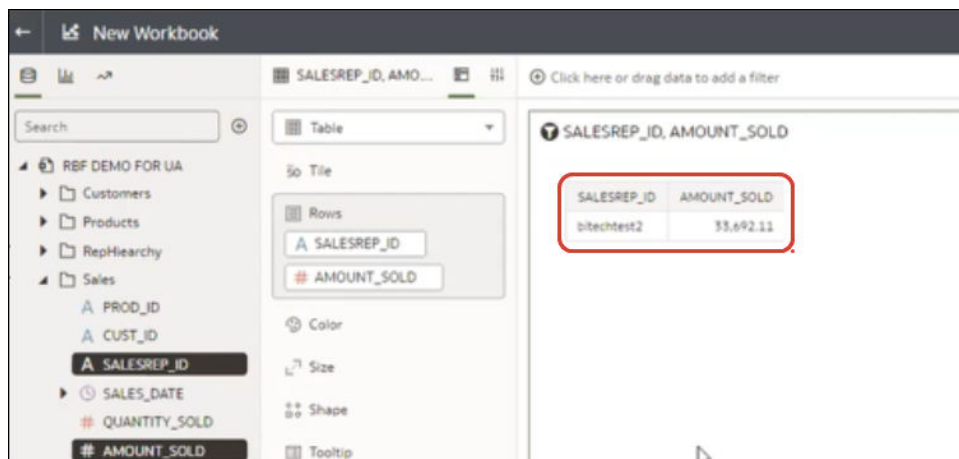 New Workbook
Search
RBF DEMO FOR UA
Customers
Products
RepHiearchy
Sales
A PROD_ID
A CUST_ID
A SALESREP_ID
SALES_DATE
# QUANTITY_SOLD
# AMOUNT_SOLD
SALESREP_ID, AMO...
Table
Tile
Rows
A SALESREP_ID
# AMOUNT_SOLD
Color
Size
Shape
Tooltip
Click here or drag data to add a filter
T SALESREP_ID, AMOUNT_SOLD
SALESREP_ID AMOUNT_SOLD
bitechtest2 33,692.11